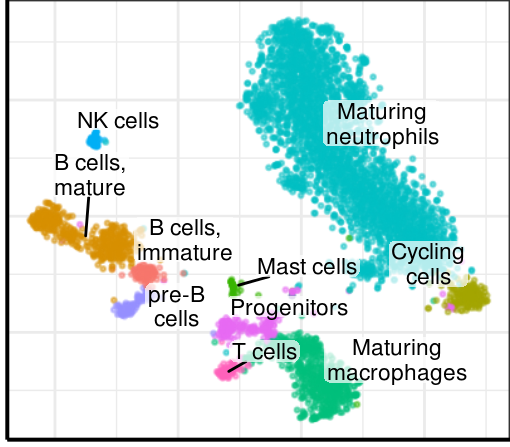 Maturing
neutrophils
NK cells
B cells,
mature
B cells,
immature
Cycling
cells
Mast cells
pre-B
cells
Progenitors
T cells
Maturing
macrophages